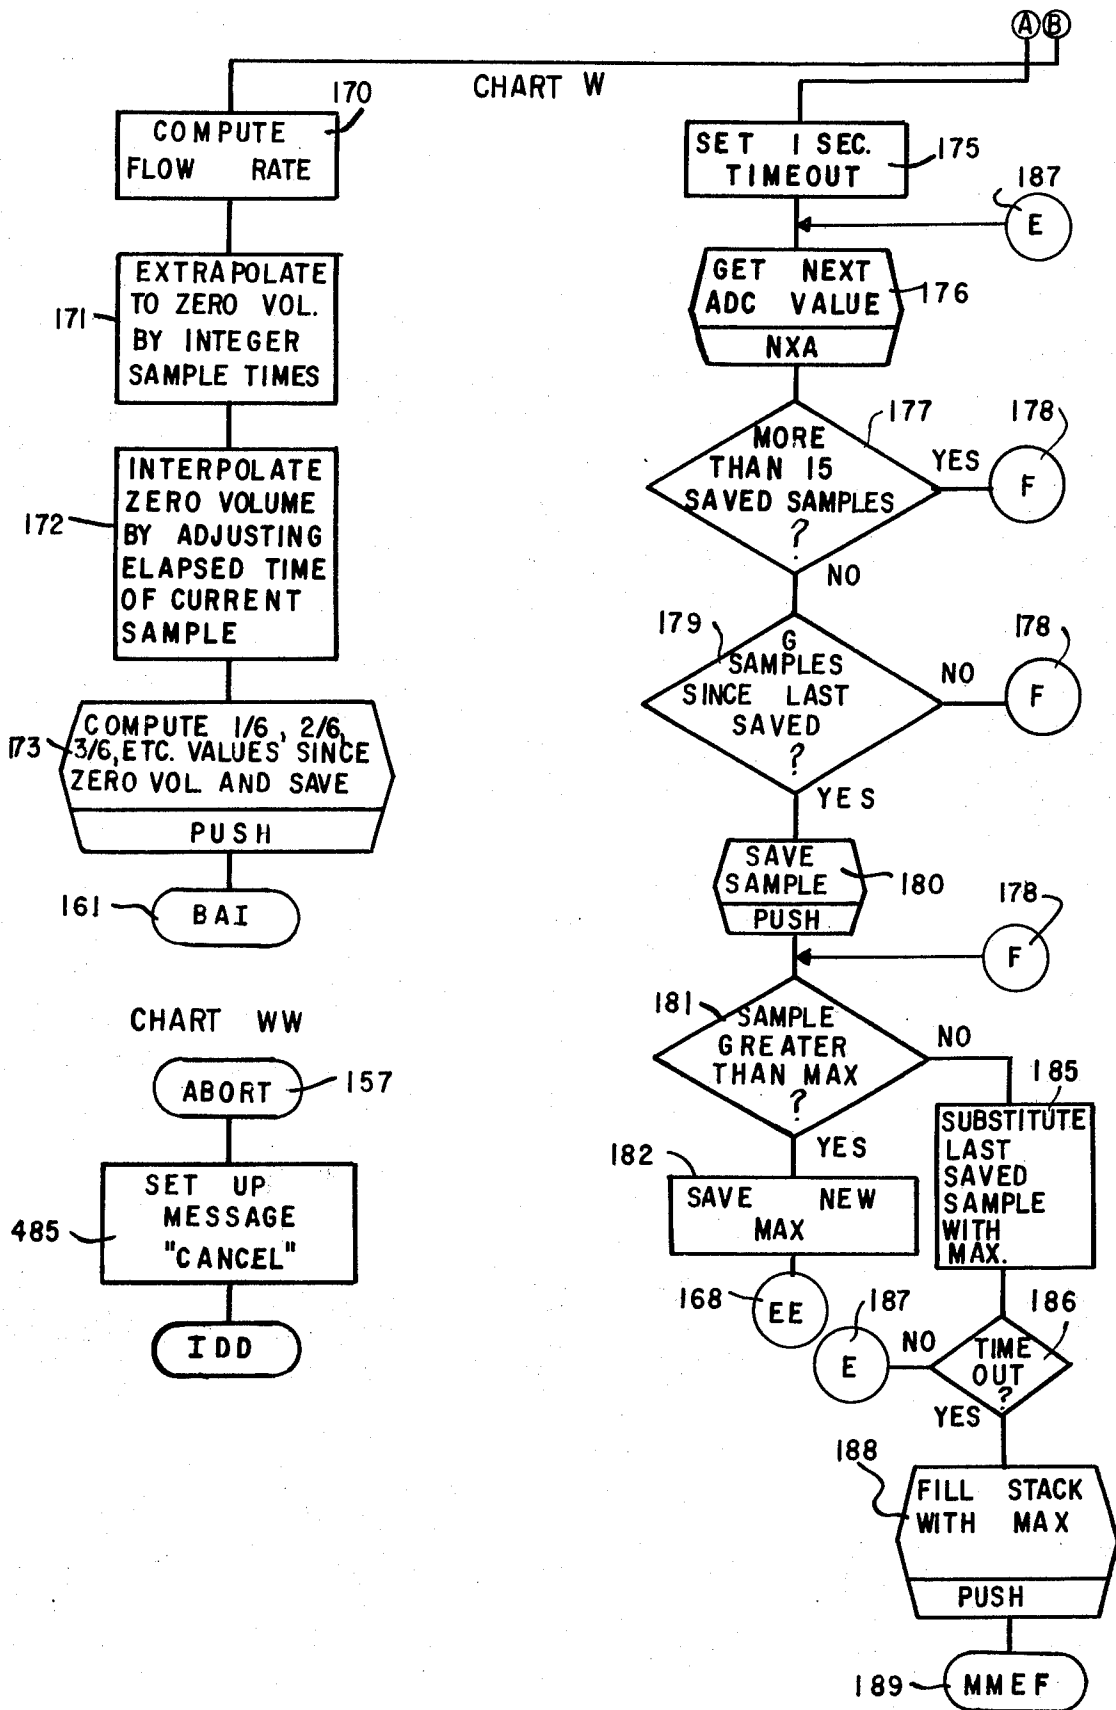 A B
CHART W
170
COMPUTE
FLOW RATE
171
EXTRAPOLATE
TO ZERO VOL.
BY INTEGER
SAMPLE TIMES
172
INTERPOLATE
ZERO VOLUME
BY ADJUSTING
ELAPSED TIME
OF CURRENT
SAMPLE
173
COMPUTE 1/6, 2/6,
3/6, ETC. VALUES SINCE
ZERO VOL. AND SAVE
PUSH
161
BAI
CHART WW
ABORT
157
SET UP
MESSAGE
"CANCEL"
485
IDD
SET 1 SEC.
TIMEOUT
175
187
E
GET NEXT
ADC VALUE
176
NXA
177
MORE
THAN 15
SAVED SAMPLES
?
YES
178
F
NO
179
G
SAMPLES
SINCE LAST
SAVED
?
NO
178
F
YES
SAVE
SAMPLE
180
PUSH
178
F
181
SAMPLE
GREATER
THAN MAX
?
NO
YES
182
SAVE NEW
MAX
168
EE
185
SUBSTITUTE
LAST
SAVED
SAMPLE
WITH
MAX.
186
TIME
OUT
?
NO
187
E
YES
188
FILL STACK
WITH MAX
PUSH
189
MMEF